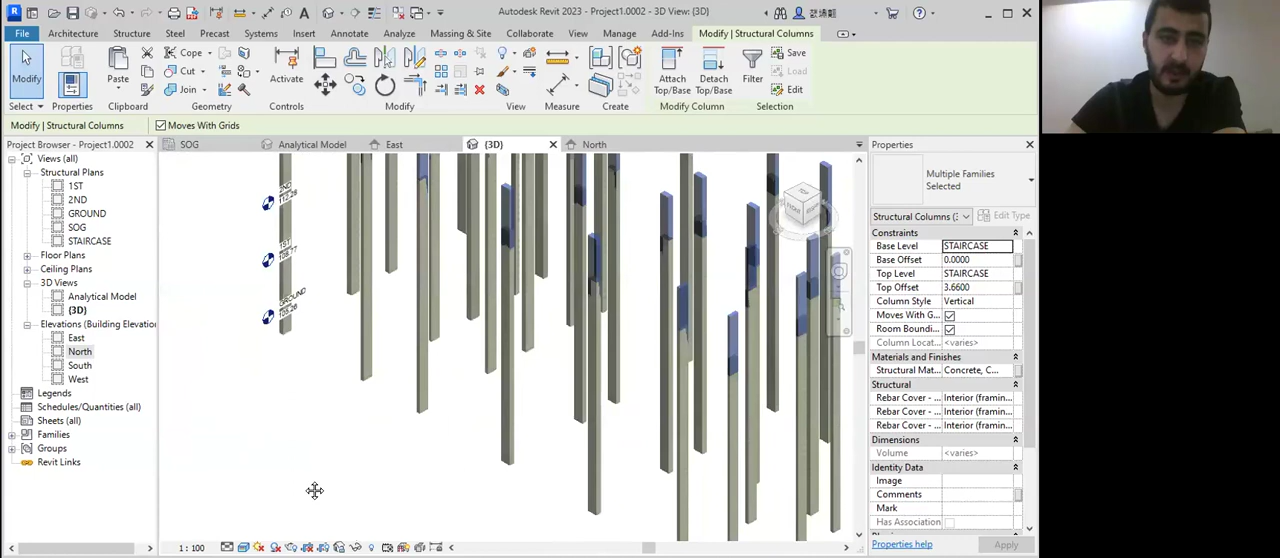 Autodesk Revit 2023 - Project1.0002 - 3D View: {3D}
File Architecture Structure Steel Precast Systems Insert Annotate Analyze Massing & Site Collaborate View Manage Add-Ins Modify | Structural Columns
Modify
Paste
Cope
Cut
Join
Activate
Attach Top/Base
Detach Top/Base
Filter
Save
Load
Edit
Select Properties Clipboard Geometry Controls Modify View Measure Create Modify Column Selection
Modify | Structural Columns Moves With Grids
Project Browser - Project1.0002
SOG Analytical Model East {3D} North
Properties
Views (all)
Structural Plans
1ST
2ND
GROUND
SOG
STAIRCASE
Floor Plans
Ceiling Plans
3D Views
Analytical Model
{3D}
Elevations (Building Elevation
East
North
South
West
Legends
Schedules/Quantities (all)
Sheets (all)
Families
Groups
Revit Links
2ND
GROUND
TOP
Multiple Families
Selected
Structural Columns (3 Edit Type
Constraints
Base Level STAIRCASE
Base Offset 0.0000
Top Level STAIRCASE
Top Offset 3.6600
Column Style Vertical
Moves With G...
Room Boundi...
Column Locat... <varies>
Materials and Finishes
Structural Mat... Concrete, C...
Structural
Rebar Cover - ... Interior (framin...
Rebar Cover - ... Interior (framin...
Rebar Cover - ... Interior (framin...
Dimensions
Volume <varies>
Identity Data
Image
Comments
Mark
Has Association
Properties help Apply
1 : 100